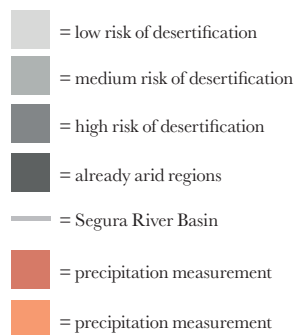 = low risk of desertification
= medium risk of desertification
= high risk of desertification
= already arid regions
= Segura River Basin
= precipitation measurement
= precipitation measurement